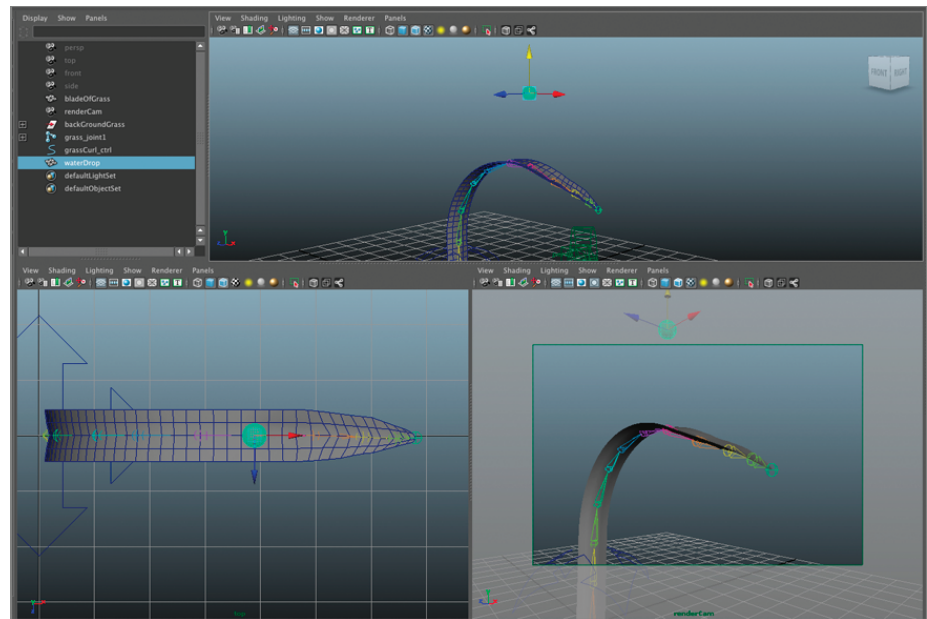 Display Show Panels
persp
top
front
side
bladeOfGrass
renderCam
backGroundGrass
grass_joint1
grassCurl_ctrl
waterDrop
defaultLightSet
defaultObjectSet
View Shading Lighting Show Renderer Panels
FRONT RIGHT
View Shading Lighting Show Renderer Panels
View Shading Lighting Show Renderer Panels
renderCam